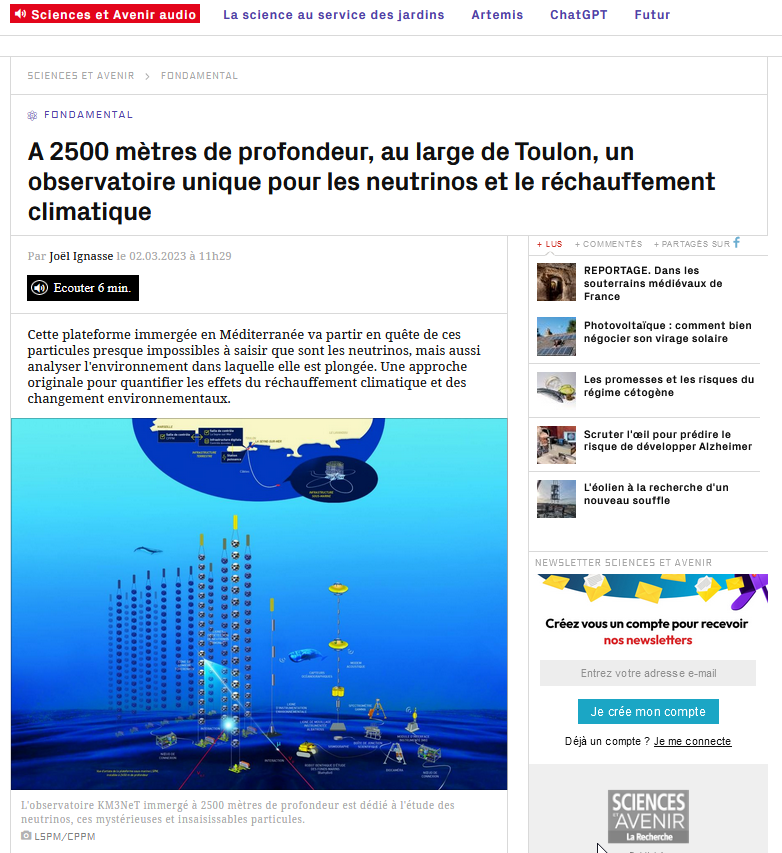 Sciences et Avenir audio
La science au service des jardins
Artemis
ChatGPT
Futur
SCIENCES ET AVENIR > FONDAMENTAL
FONDAMENTAL
A 2500 mètres de profondeur, au large de Toulon, un
observatoire unique pour les neutrinos et le réchauffement
climatique
Par Joël Ignasse le 02.03.2023 à 11h29
Ecouter 6 min.
Cette plateforme immergée en Méditerranée va partir en quête de ces
particules presque impossibles à saisir que sont les neutrinos, mais aussi
analyser l'environnement dans laquelle elle est plongée. Une approche
originale pour quantifier les effets du réchauffement climatique et des
changement environnementaux.
L'observatoire KM3NeT immergé à 2500 mètres de profondeur est dédié à l'étude des
neutrinos, ces mystérieuses et insaisissables particules.
LSPM/CPPM
+ LUS
+ COMMENTÉS
+ PARTAGÉS SUR
REPORTAGE. Dans les
souterrains médiévaux de
France
Photovoltaïque : comment bien
négocier son virage solaire
Les promesses et les risques du
régime cétogène
Scruter l'œil pour prédire le
risque de développer Alzheimer
L'éolien à la recherche d'un
nouveau souffle
NEWSLETTER SCIENCES ET AVENIR
Créez vous un compte pour recevoir
nos newsletters
Entrez votre adresse e-mail
Je crée mon compte
Déjà un compte ? Je me connecte
SCIENCES
ET AVENIR
La Recherche